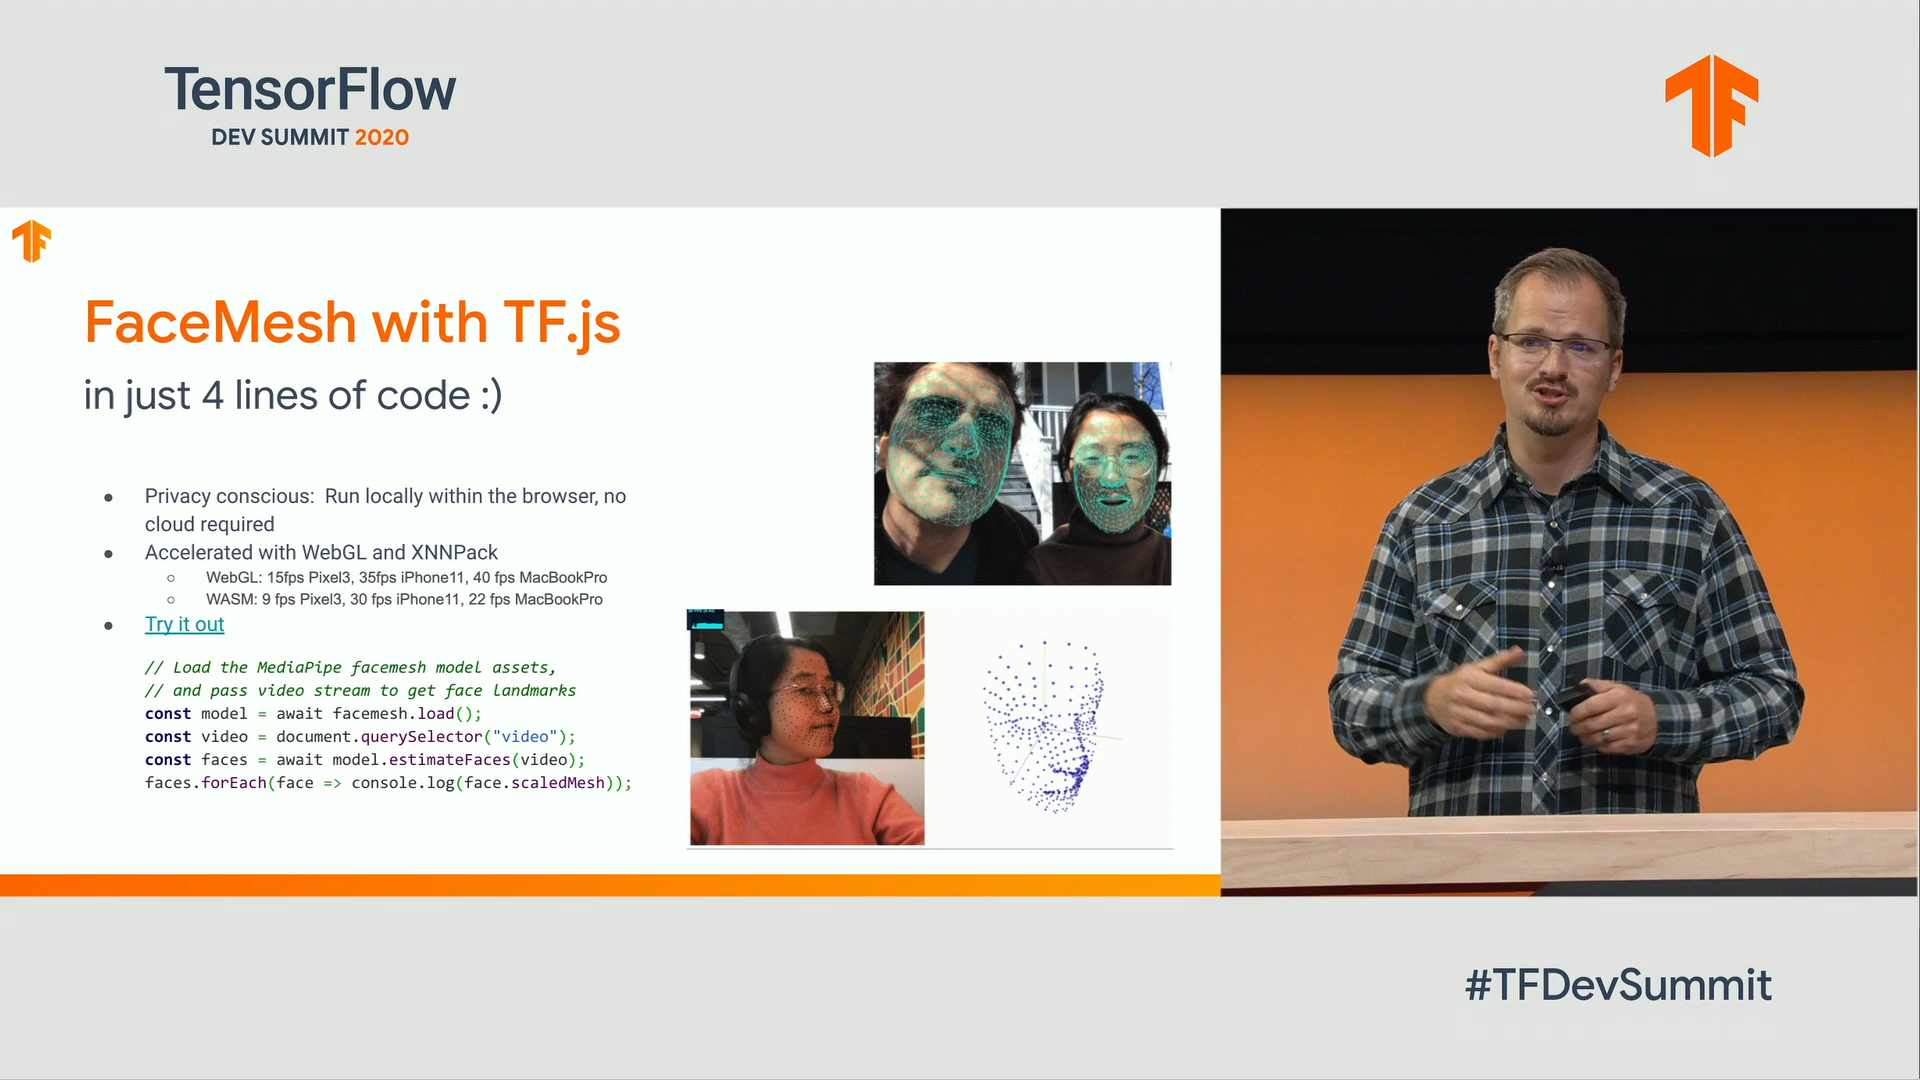 TensorFlow
DEV SUMMIT 2020
FaceMesh with TF.js
in just 4 lines of code :)
● Privacy conscious:  Run locally within the browser, no
cloud required
● Accelerated with WebGL and XNNPack
○ WebGL: 15fps Pixel3, 35fps iPhone11, 40 fps MacBookPro
○ WASM: 9 fps Pixel3, 30 fps iPhone11, 22 fps MacBookPro
● Try it out
// Load the MediaPipe facemesh model assets,
// and pass video stream to get face landmarks
const model = await facemesh.load();
const video = document.querySelector("video");
const faces = await model.estimateFaces(video);
faces.forEach(face => console.log(face.scaledMesh));
#TFDevSummit